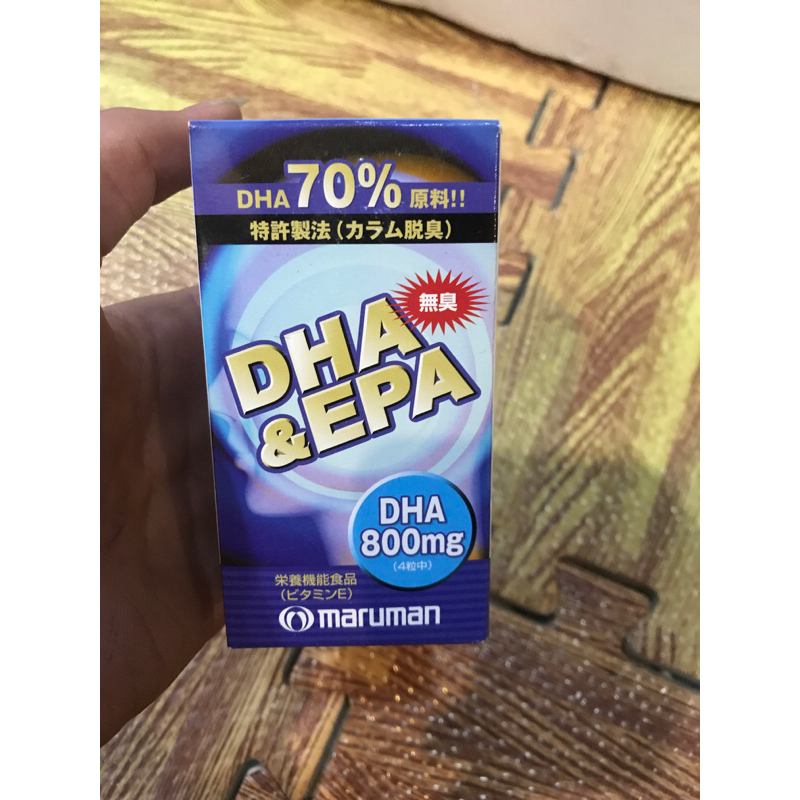 DHA70%原料!!
特許製法(カラム脱臭)
無臭
DHA
&EPA
DHA
800mg
(4粒中)
栄養機能食品
(ビタミンE)
maruman